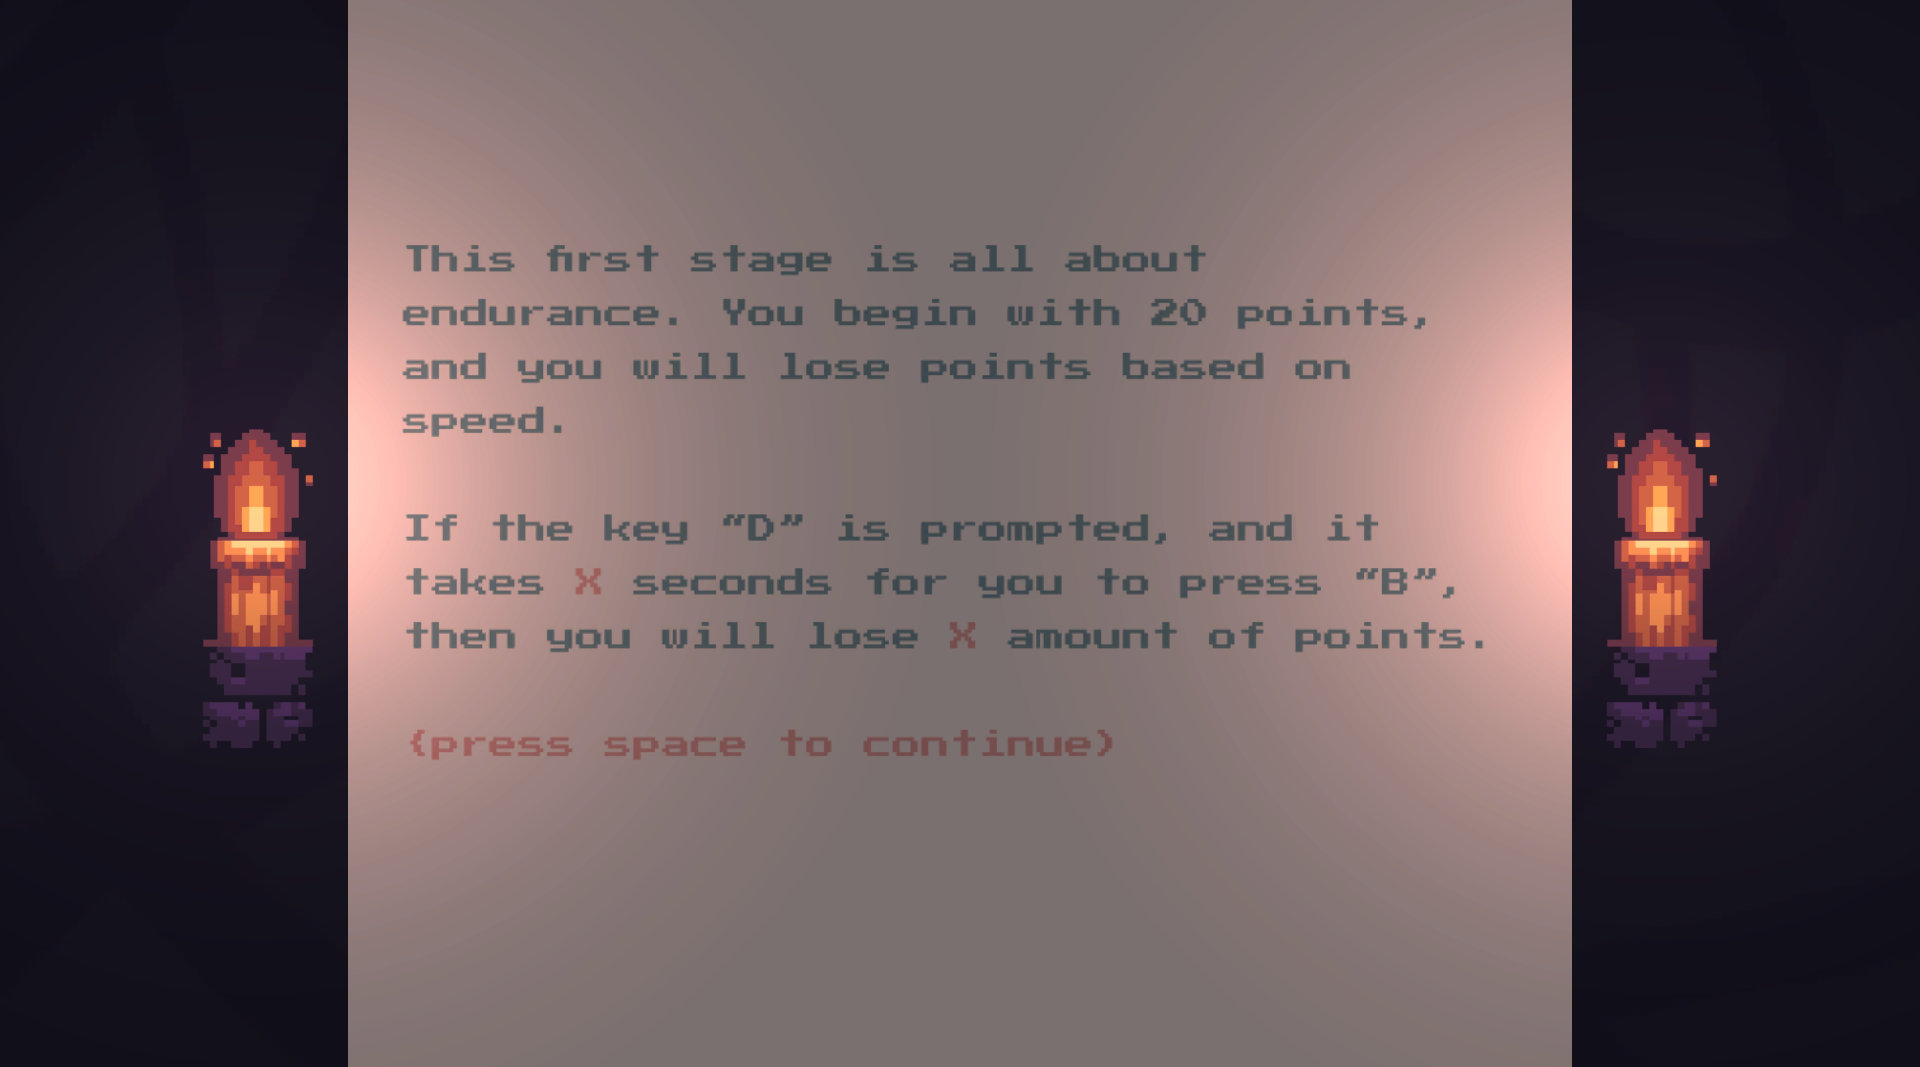 This first stage is all about
endurance. You begin with 20 points,
and you will lose points based on
speed.
If the key “D” is prompted, and it
takes X seconds for you to press “B”,
then you will lose X amount of points.
(press space to continue)